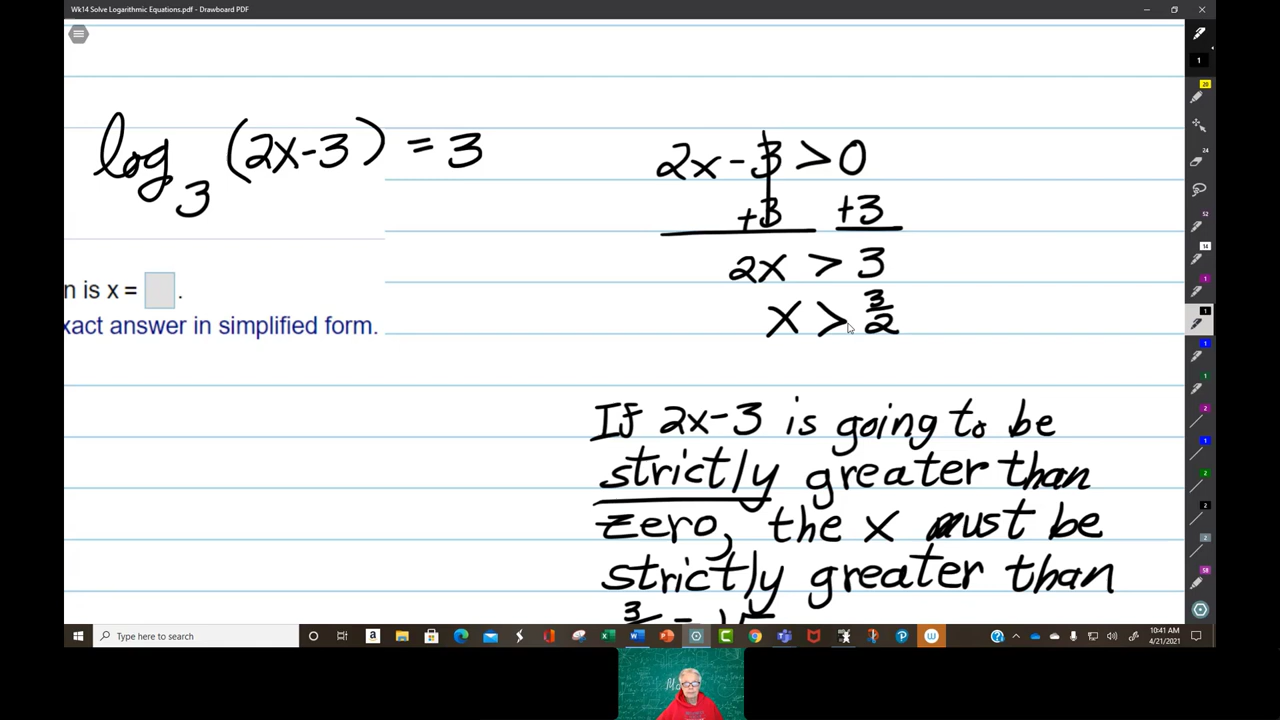 Wk14 Solve Logarithmic Equations.pdf - Drawboard PDF
log₃ (2x-3) = 3
n is x = .
xact answer in simplified form.
2x-3 > 0
+3 +3
2x > 3
x > 3/2
If 2x-3 is going to be
strictly greater than
zero, the x must be
strictly greater than
3
Type here to search
10:41 AM
4/21/2021